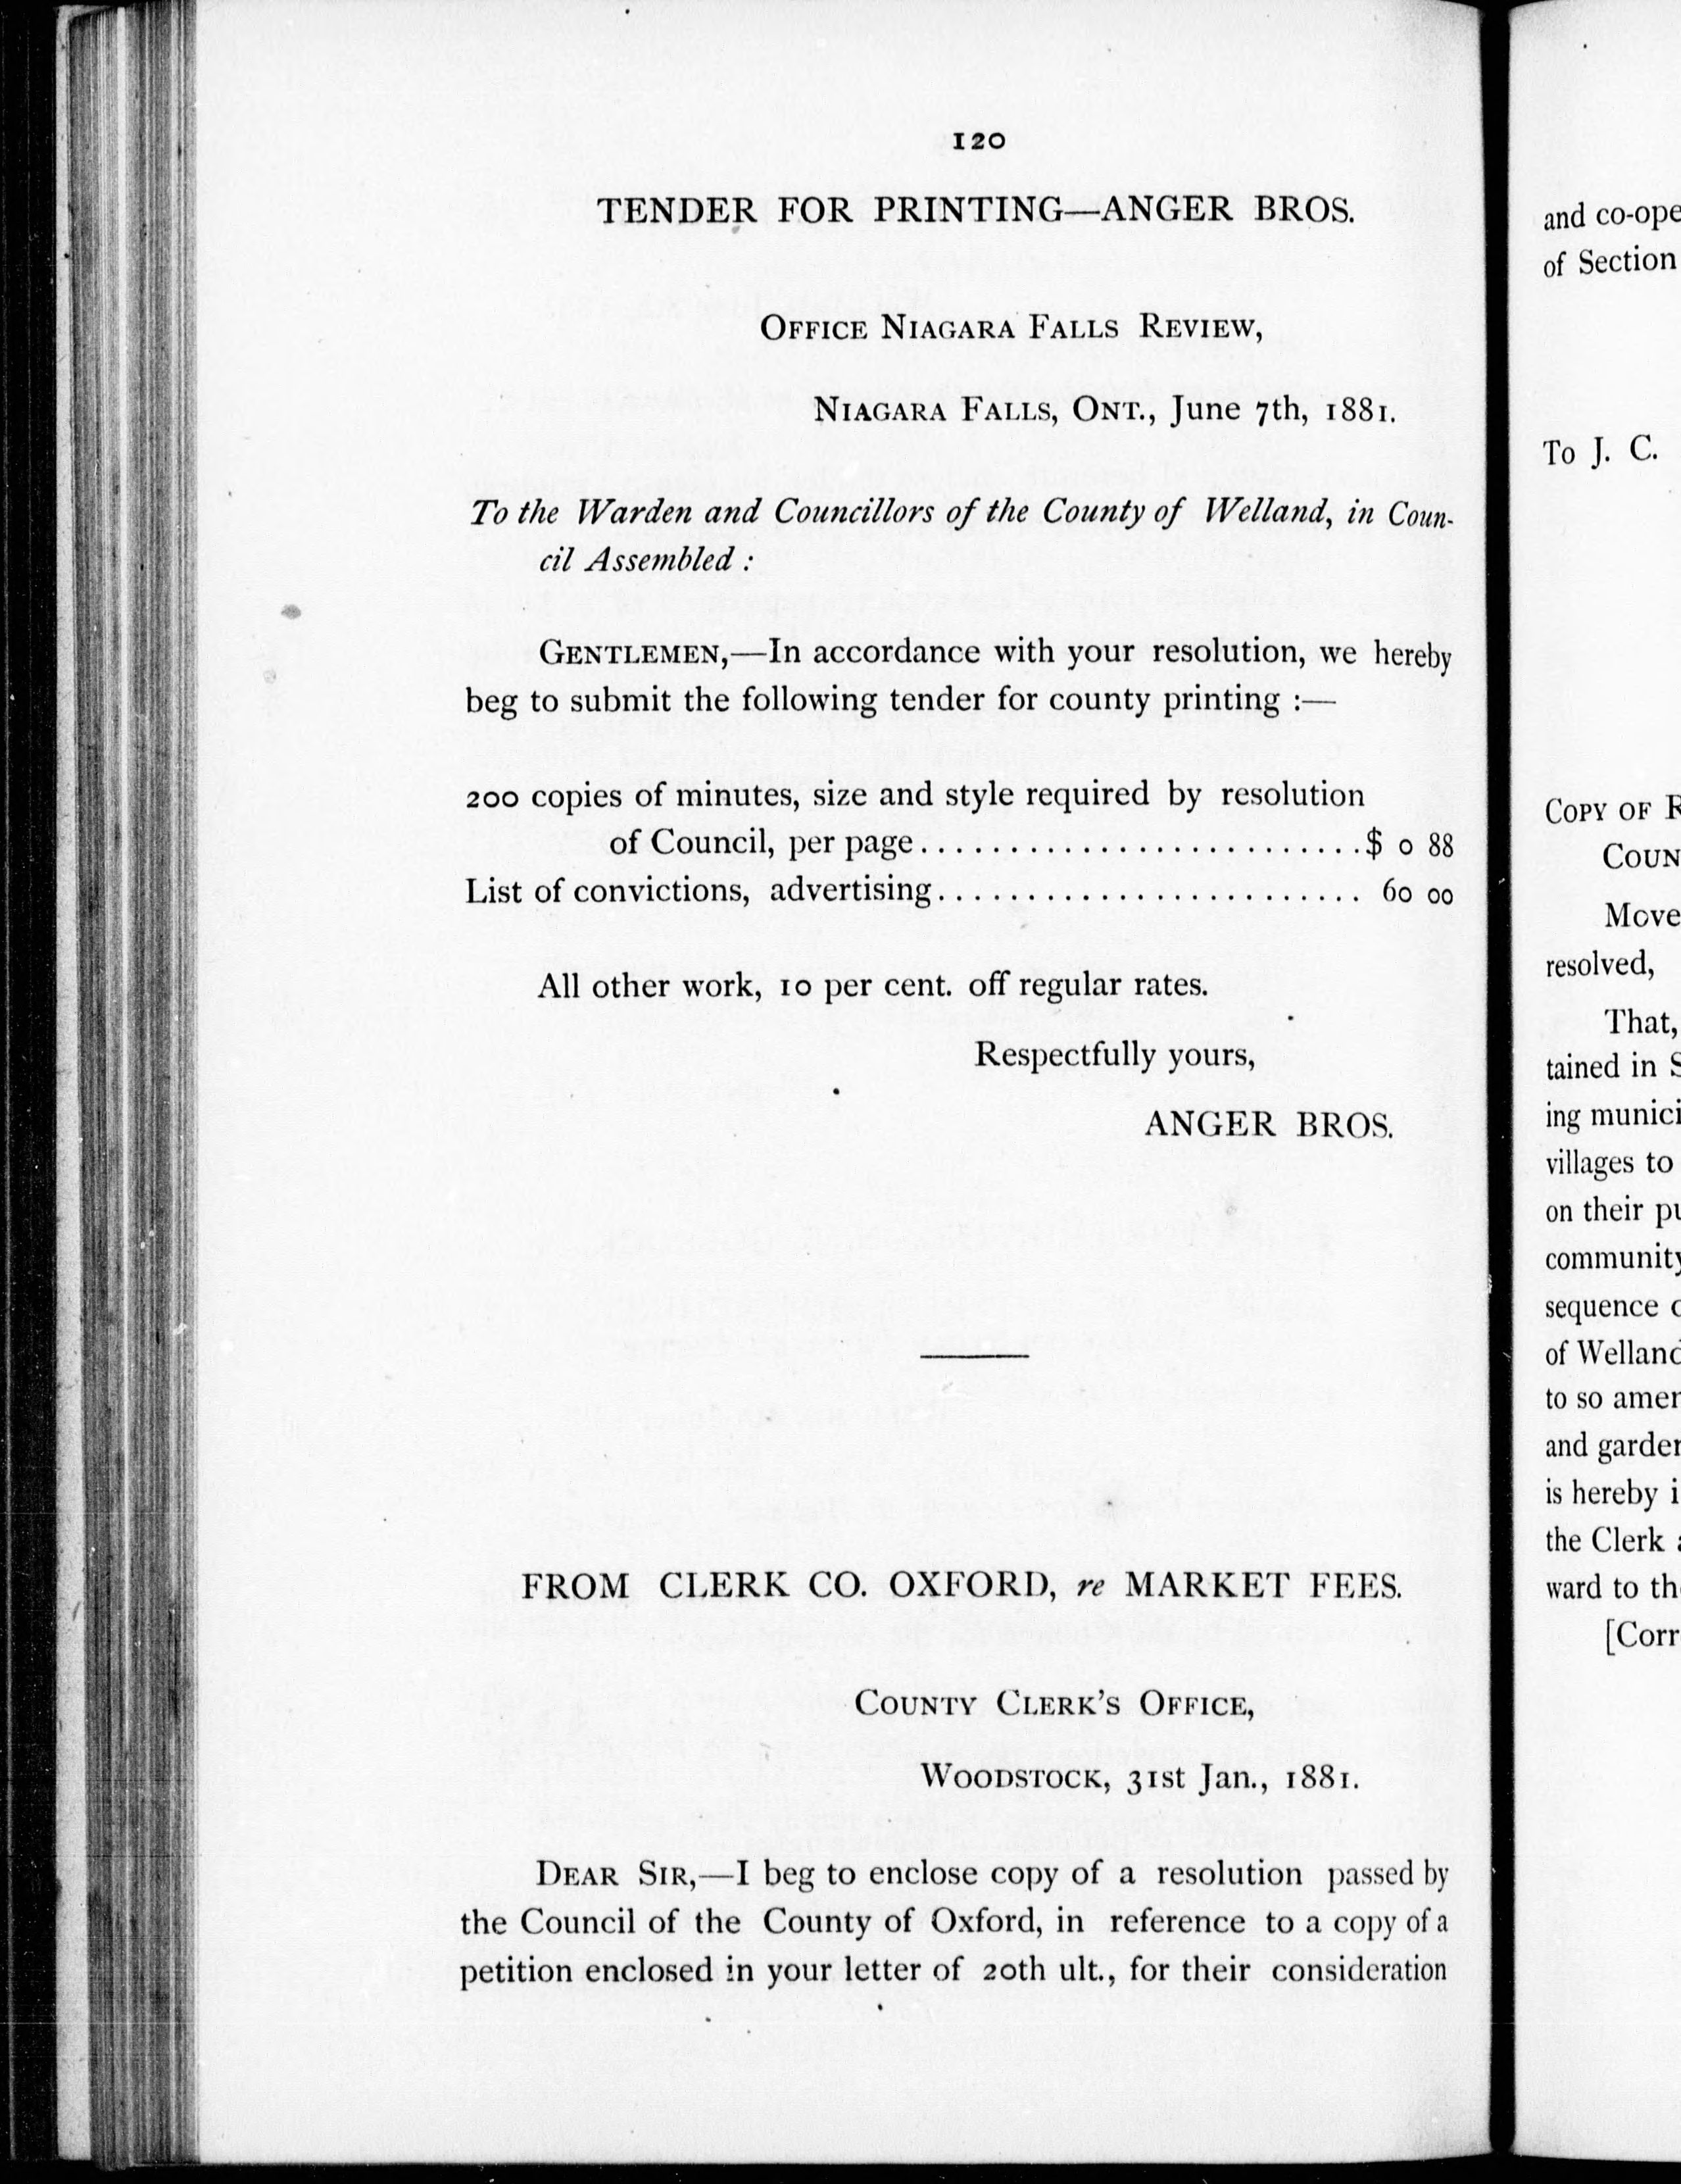 120
TENDER FOR PRINTING—ANGER BROS.
OFFICE NIAGARA FALLS REVIEW,
NIAGARA FALLS, ONT., June 7th, 1881.
To the Warden and Councillors of the County of Welland, in Coun-
cil Assembled :
GENTLEMEN,—In accordance with your resolution, we hereby
beg to submit the following tender for county printing :—
200 copies of minutes, size and style required by resolution
of Council, per page..........................$ 0 88
List of convictions, advertising........................ 60 00
All other work, 10 per cent. off regular rates.
Respectfully yours,
ANGER BROS.
FROM CLERK CO. OXFORD, re MARKET FEES.
COUNTY CLERK'S OFFICE,
WOODSTOCK, 31st Jan., 1881.
DEAR SIR,—I beg to enclose copy of a resolution passed by
the Council of the County of Oxford, in reference to a copy of a
petition enclosed in your letter of 20th ult., for their consideration
and co-ope
of Section
To J. C.
COPY OF
COUN
Move
resolved,
That,
tained in
ing munici
villages to
on their pu
community
sequence
of Welland
to so amen
and garden
is hereby i
the Clerk
ward to th
[Corr